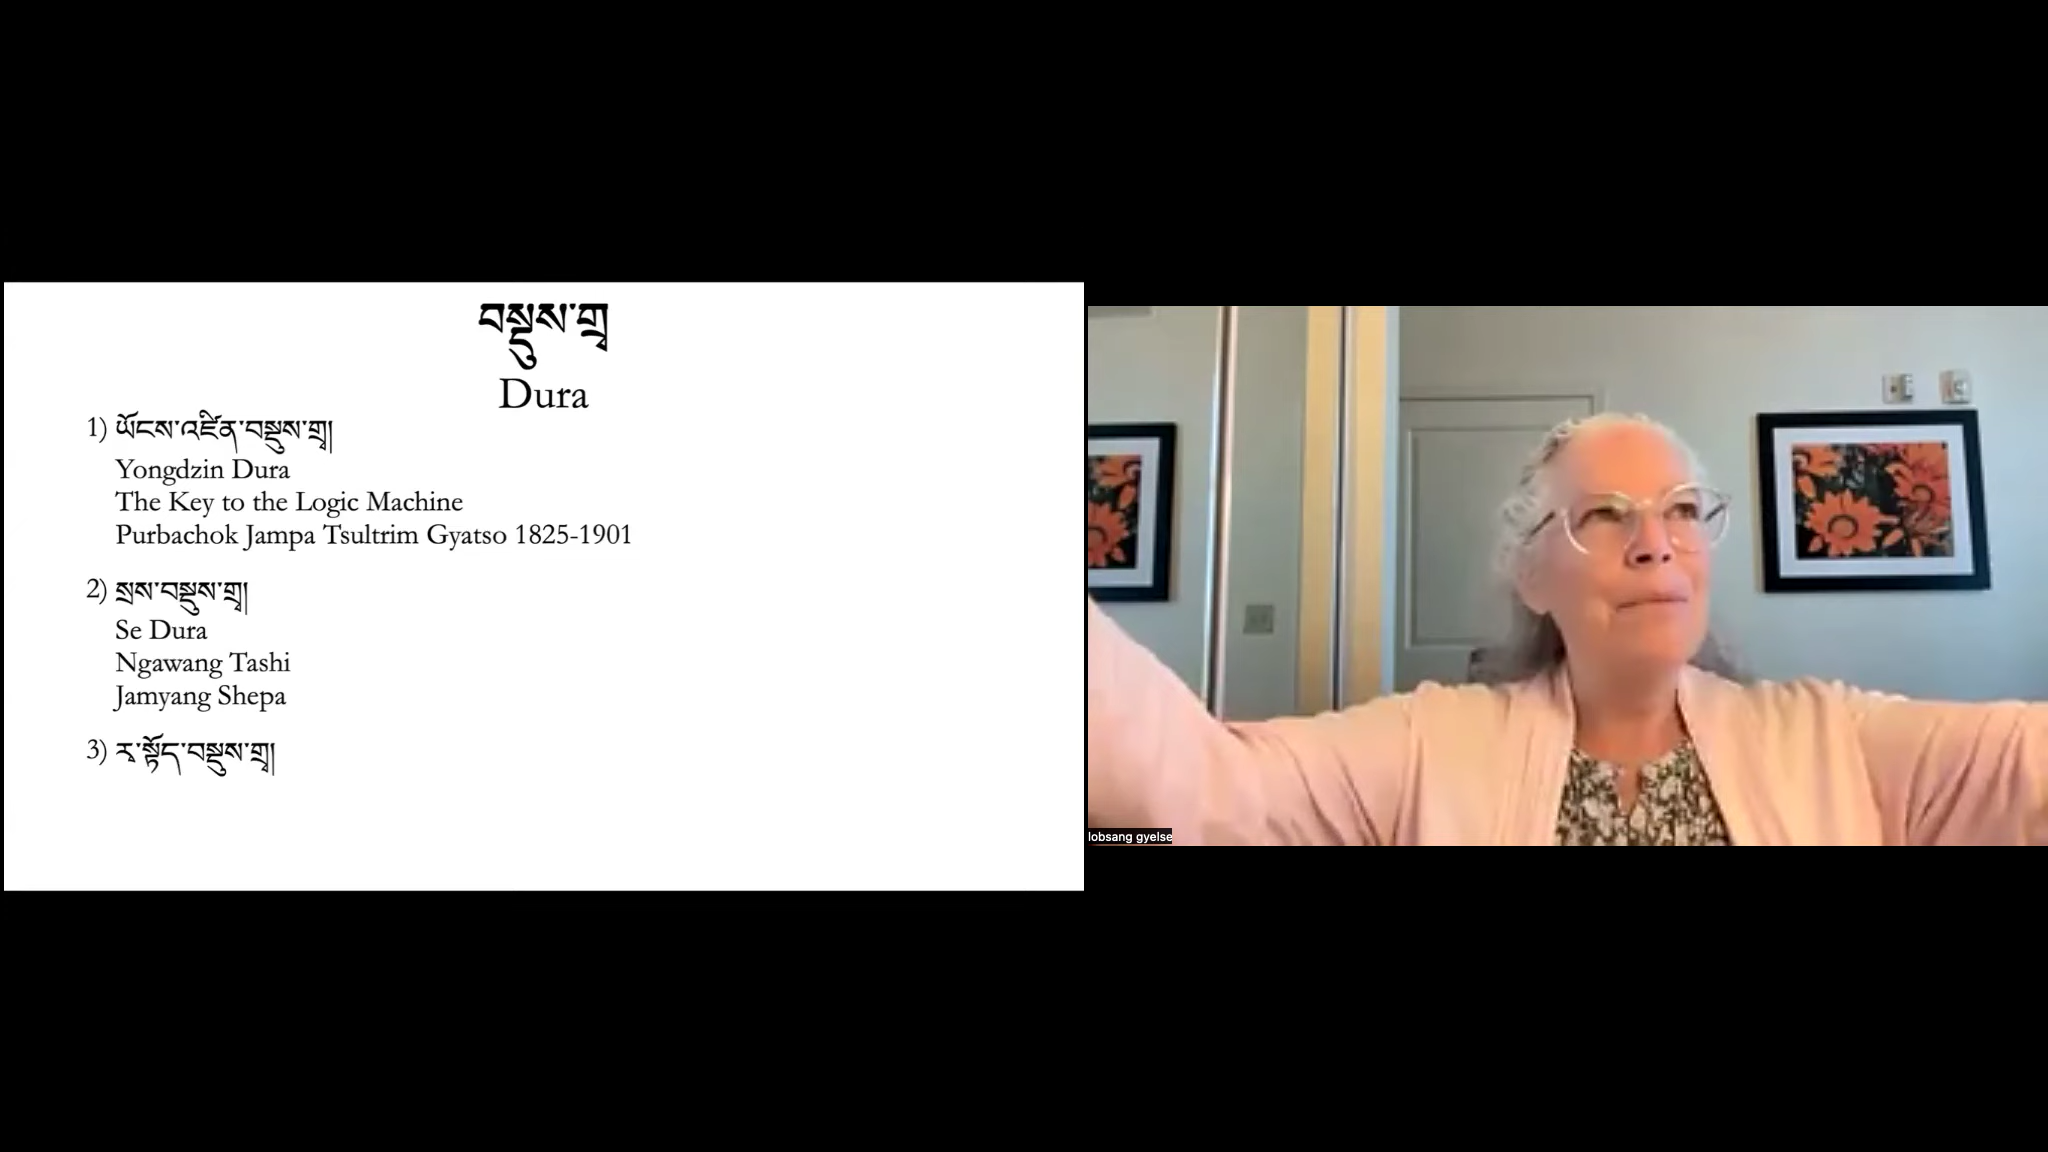 བསྡུས་གྲྭ
Dura
1) ཡོངས་འཛིན་བསྡུས་གྲྭ།
Yongdzin Dura
The Key to the Logic Machine
Purbachok Jampa Tsultrim Gyatso 1825-1901
2) སྲས་བསྡུས་གྲྭ།
Se Dura
Ngawang Tashi
Jamyang Shepa
3) རྭ་སྟོད་བསྡུས་གྲྭ།
lobsang gyelse